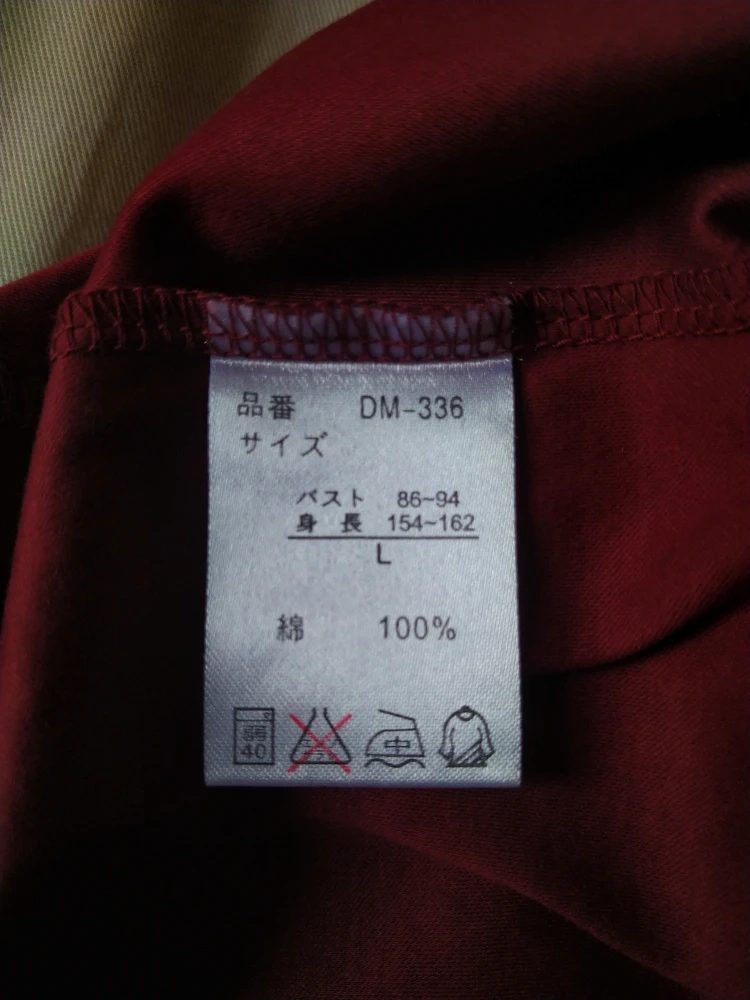 品番 DM-336
サイズ
バスト 86~94
身長 154~162
L
綿 100%
弱 40 中